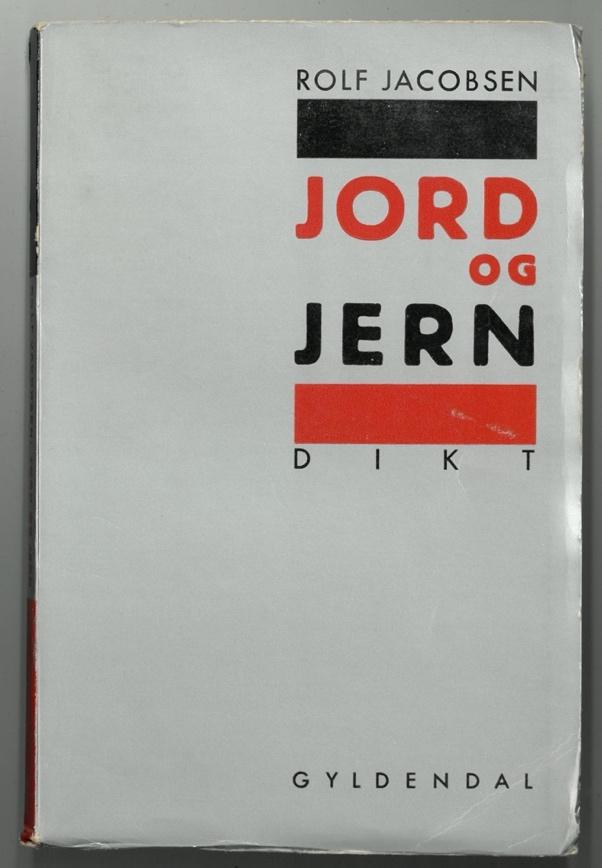 ROLF JACOBSEN
JORD
OG
JERN
DIKT
GYLDENDAL